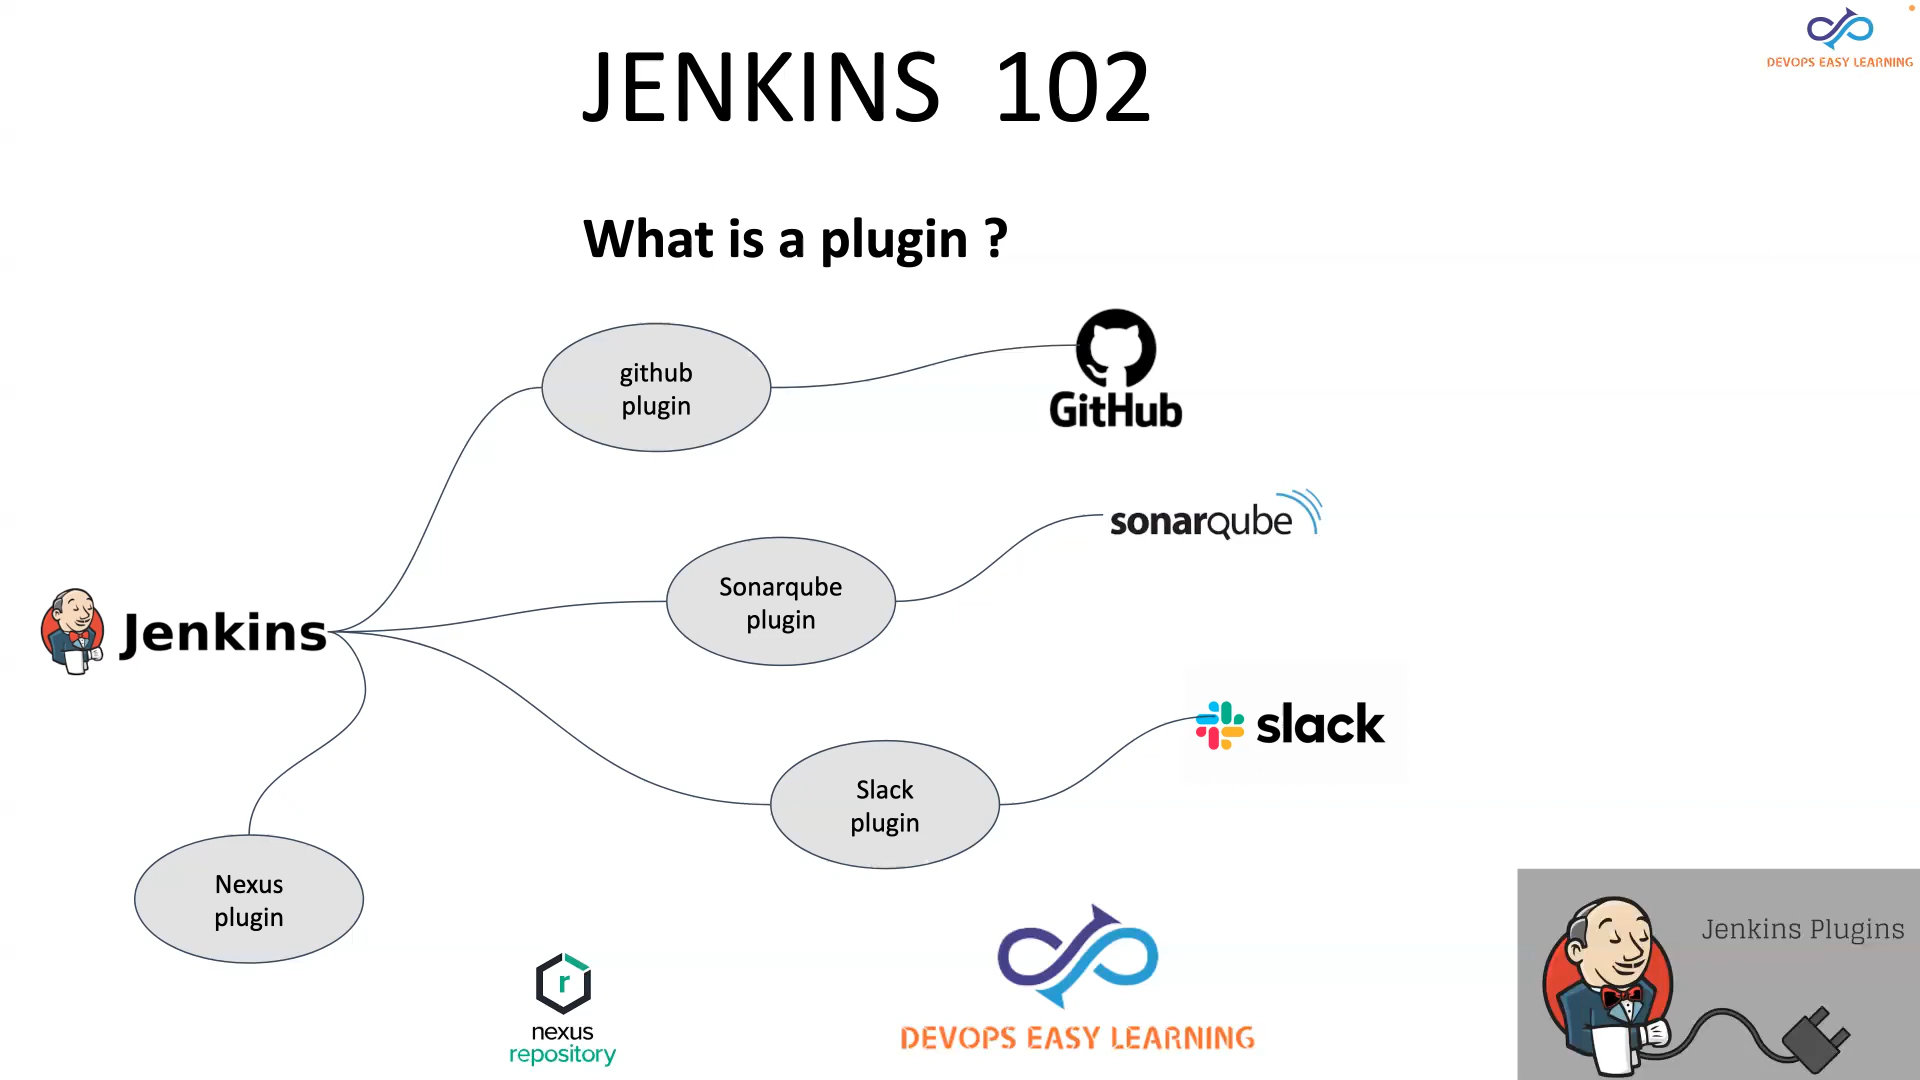 DEVOPS EASY LEARNING
JENKINS 102
What is a plugin ?
github
plugin
GitHub
sonarqube
Sonarqube
plugin
Jenkins
slack
Slack
plugin
Nexus
plugin
Jenkins Plugins
r
nexus
repository
DEVOPS EASY LEARNING